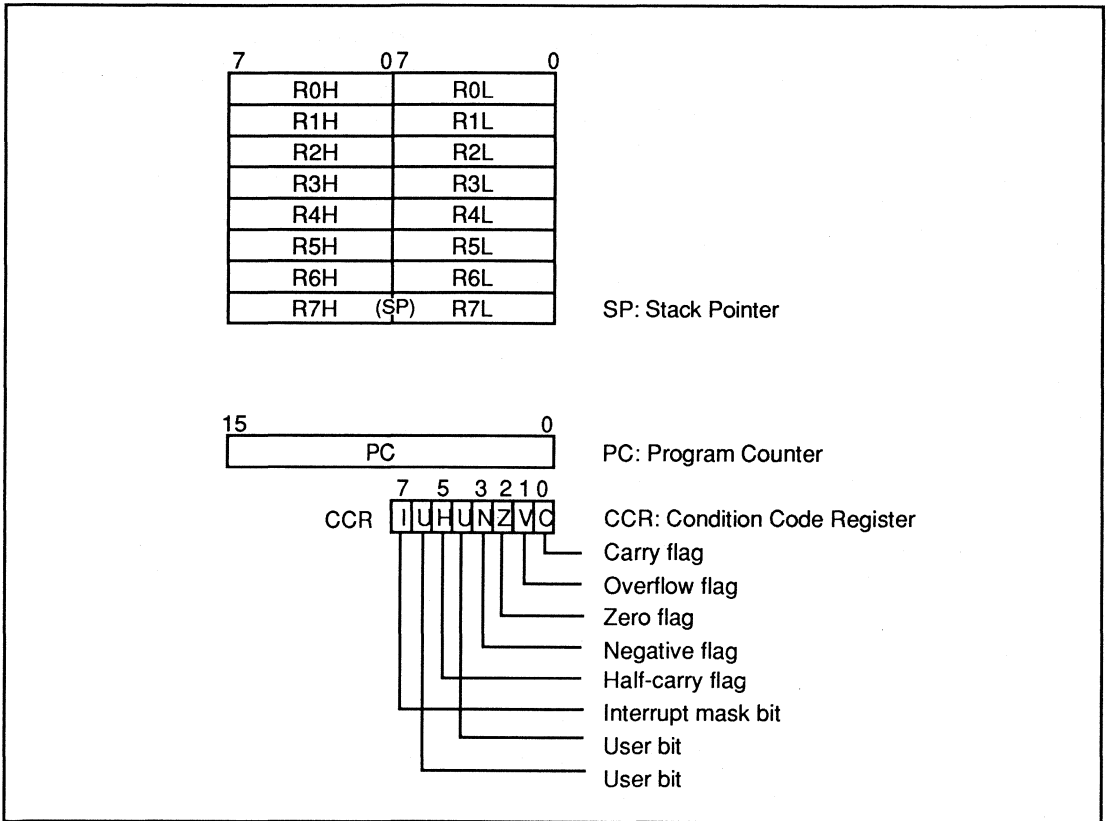 7 0 7 0
R0H R0L
R1H R1L
R2H R2L
R3H R3L
R4H R4L
R5H R5L
R6H R6L
R7H (SP) R7L SP: Stack Pointer
15 0
PC PC: Program Counter
7 5 3 2 1 0
CCR I U H U N Z V C CCR: Condition Code Register
Carry flag
Overflow flag
Zero flag
Negative flag
Half-carry flag
Interrupt mask bit
User bit
User bit